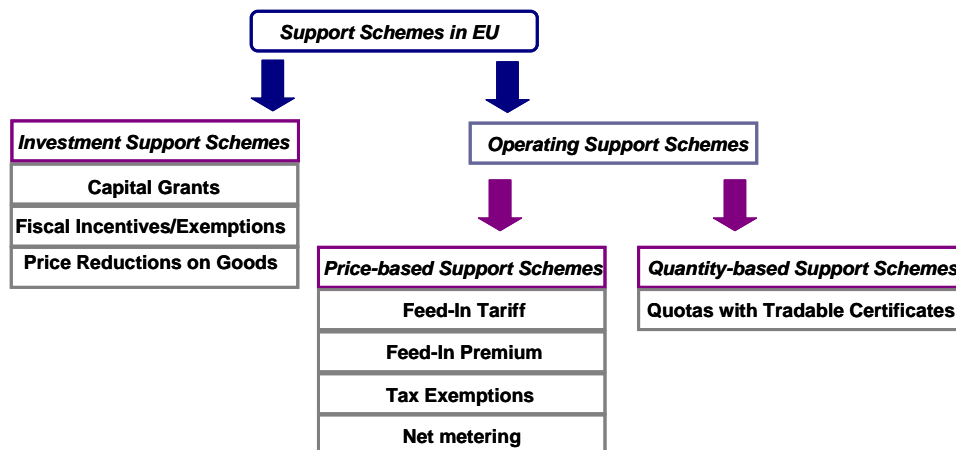 Support Schemes in EU
Investment Support Schemes
Capital Grants
Fiscal Incentives/Exemptions
Price Reductions on Goods
Operating Support Schemes
Price-based Support Schemes
Feed-In Tariff
Feed-In Premium
Tax Exemptions
Net metering
Quantity-based Support Schemes
Quotas with Tradable Certificates